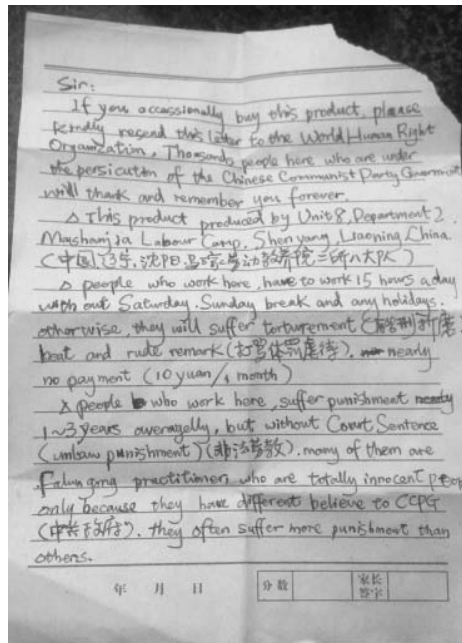 Sir:
If you occassionally buy this product, please
kindly resend this letter to the World Human Right
Organization. Thousands people here who are under
the persicution of the Chinese Communist Party Government
will thank and remember you forever.
△ This product produced by Unit 8, Department 2,
Mashanjia Labour Camp, Shenyang, Liaoning, China.
(中国,辽宁,沈阳,马家劳动教养院二所八大队)
△ people who work here, have to work 15 hours a day
with out Saturday, Sunday break and any holidays.
otherwise, they will suffer torturement (酷刑折磨),
beat and rude remark (打骂体罚虐待). nearly
no payment (10 yuan/1 month)
X people who work here, suffer punishment
1~3 years averagelly, but without Court Sentence
(unlaw punishment) (非法劳教). many of them are
Falun gong practitioner, who are totally innocent people
only because they have different believe to CCPG
(中共政府). they often suffer more punishment than
others.
年 月 日
分数
家长
签字